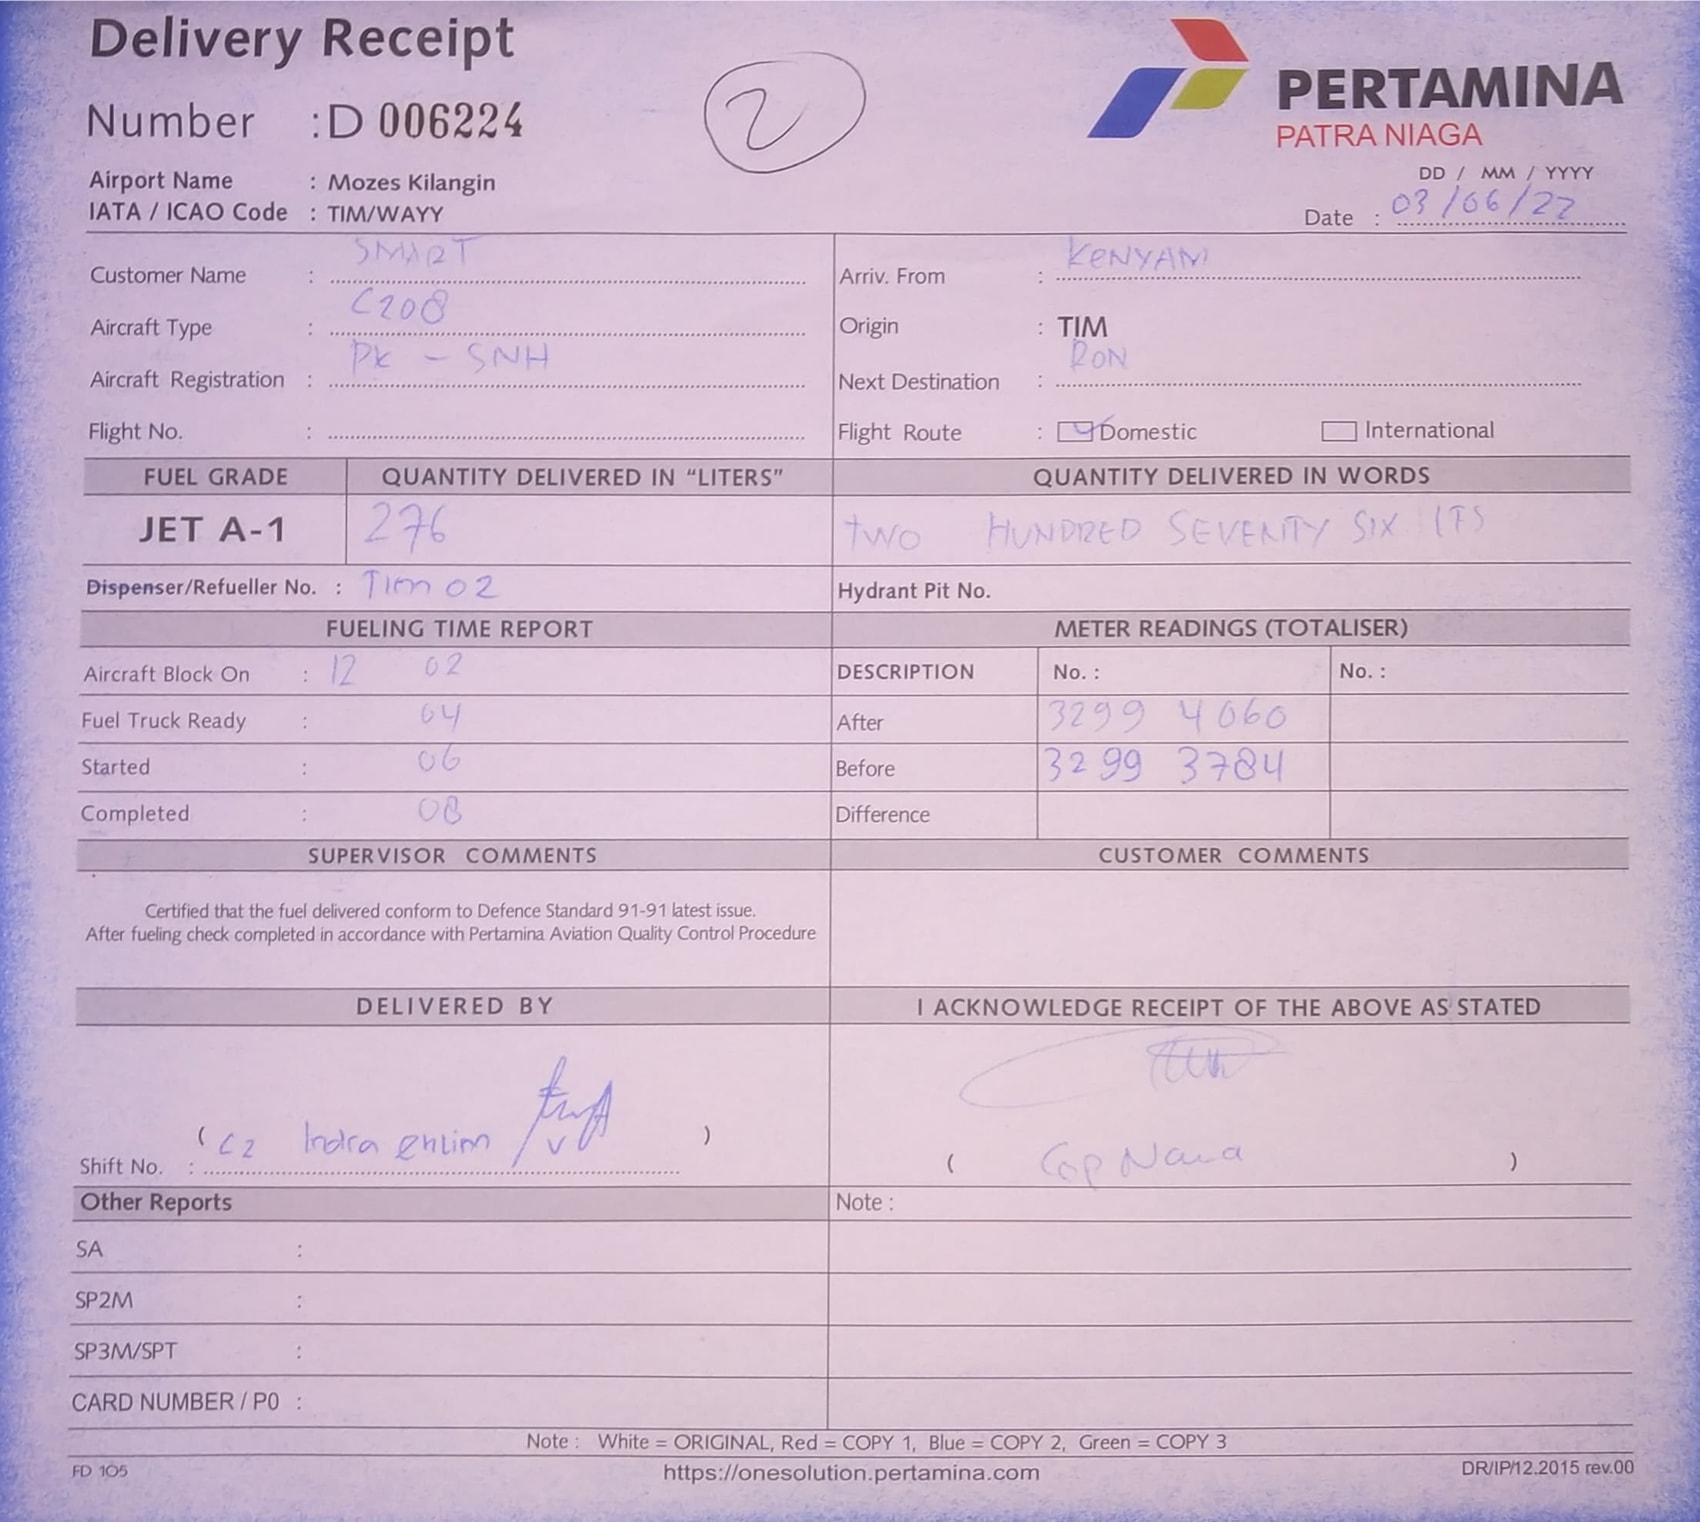 Delivery Receipt
Number : D 006224
2
PERTAMINA
PATRA NIAGA
Airport Name : Mozes Kilangin
IATA / ICAO Code : TIM/WAYY
DD / MM / YYYY
Date : 03/06/22
Customer Name : SMART
Arriv. From : KENYAM
Aircraft Type : C208
Origin : TIM
Aircraft Registration : PK - SNH
Next Destination : RON
Flight No. :
Flight Route : Domestic International
FUEL GRADE QUANTITY DELIVERED IN “LITERS” QUANTITY DELIVERED IN WORDS
JET A-1 276 TWO HUNDRED SEVENTY SIX LTS
Dispenser/Refueller No. : Tim 02 Hydrant Pit No.
FUELING TIME REPORT METER READINGS (TOTALISER)
Aircraft Block On : 12 02 DESCRIPTION No. : No. :
Fuel Truck Ready : 04 After 3299 4060
Started : 06 Before 3299 3784
Completed : 08 Difference
SUPERVISOR COMMENTS CUSTOMER COMMENTS
Certified that the fuel delivered conform to Defence Standard 91-91 latest issue.
After fueling check completed in accordance with Pertamina Aviation Quality Control Procedure
DELIVERED BY I ACKNOWLEDGE RECEIPT OF THE ABOVE AS STATED
( C2 Indra )
Shift No. :
( Cap )
Other Reports Note :
SA :
SP2M :
SP3M/SPT :
CARD NUMBER / P0 :
Note : White = ORIGINAL, Red = COPY 1, Blue = COPY 2, Green = COPY 3
FD 105 https://onesolution.pertamina.com DR/IP/12.2015 rev.00